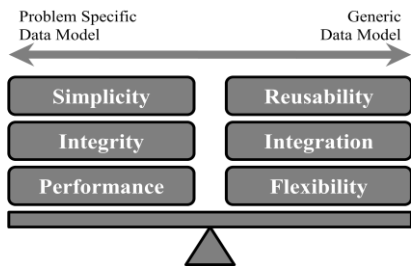 Problem Specific
Data Model
Generic
Data Model
Simplicity
Reusability
Integrity
Integration
Performance
Flexibility